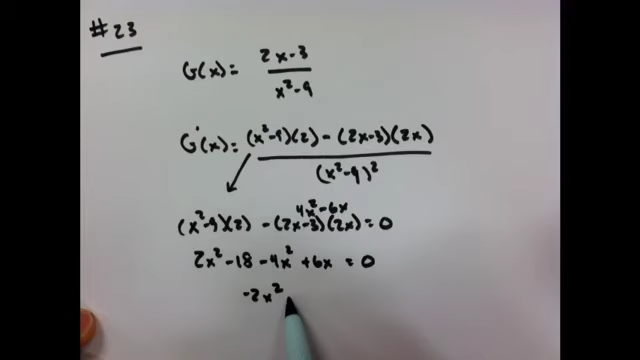 #23
G(x) = (2x-3)/(x²-9)
G'(x) = ((x²-9)(2) - (2x-3)(2x))/(x²-9)²
4x²-6x
(x²-9)(2) - (2x-3)(2x) = 0
2x² - 18 - 4x² + 6x = 0
-2x²